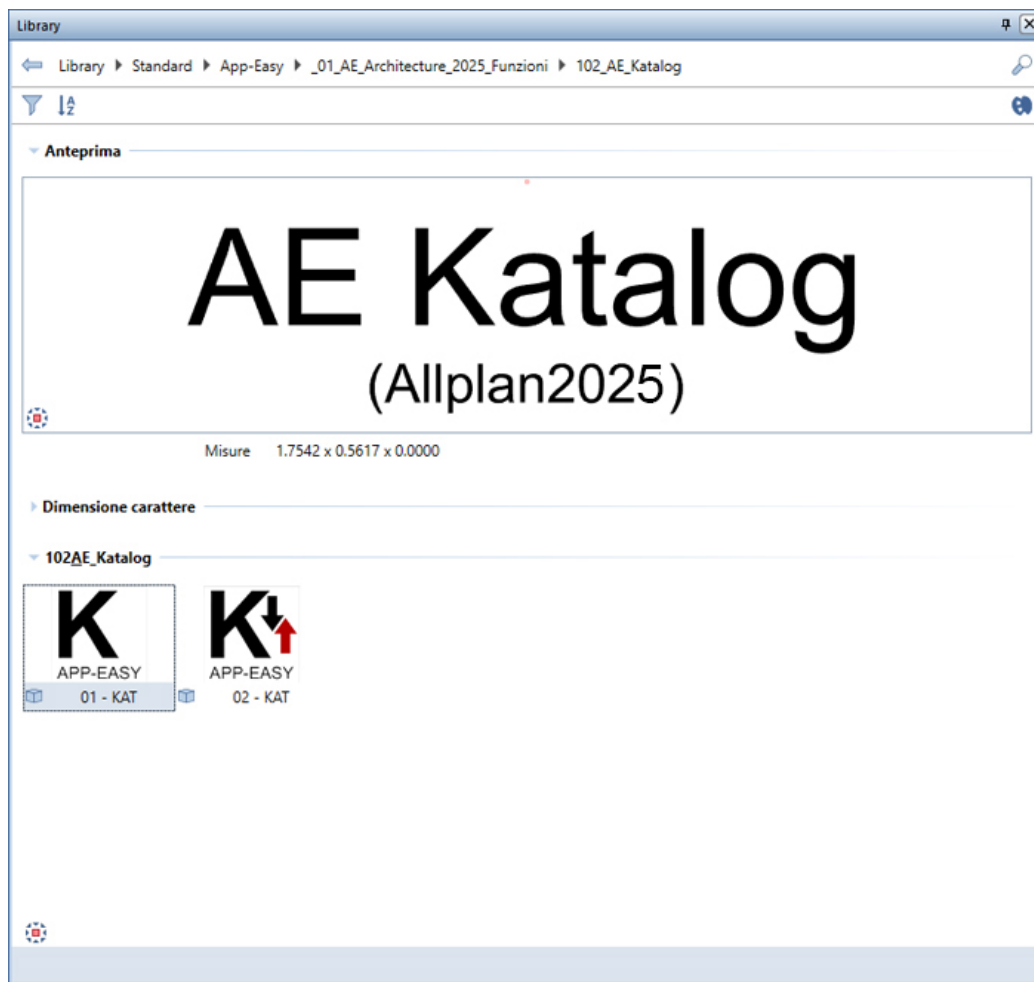 Library
Library Standard App-Easy _01_AE_Architecture_2025_Funzioni 102_AE_Katalog
Anteprima
AE Katalog
(Allplan2025)
Misure 1.7542 x 0.5617 x 0.0000
Dimensione carattere
102AE_Katalog
K K
APP-EASY APP-EASY
01 - KAT 02 - KAT